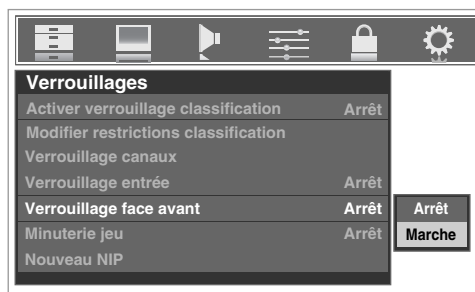 Verrouillages
Activer verrouillage classification Arrêt
Modifier restrictions classification
Verrouillage canaux
Verrouillage entrée Arrêt
Verrouillage face avant Arrêt Arrêt
Minuterie jeu Arrêt Marche
Nouveau NIP